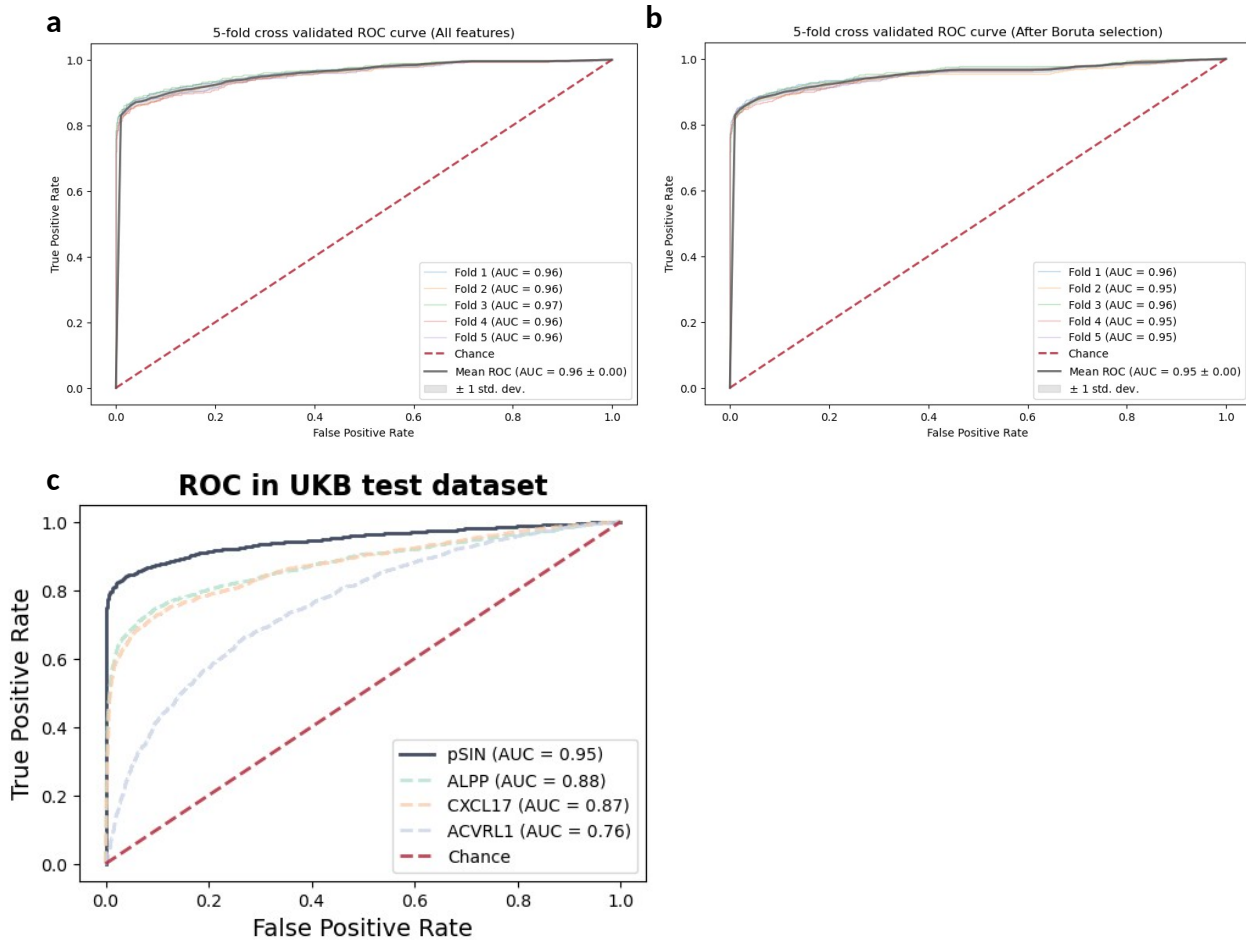 a
5-fold cross validated ROC curve (All features)
1.0
0.8
0.6
0.4
0.2
0.0
True Positive Rate
0.0 0.2 0.4 0.6 0.8 1.0
False Positive Rate
Fold 1 (AUC = 0.96)
Fold 2 (AUC = 0.96)
Fold 3 (AUC = 0.97)
Fold 4 (AUC = 0.96)
Fold 5 (AUC = 0.96)
Chance
Mean ROC (AUC = 0.96 ± 0.00)
± 1 std. dev.
b
5-fold cross validated ROC curve (After Boruta selection)
1.0
0.8
0.6
0.4
0.2
0.0
True Positive Rate
0.0 0.2 0.4 0.6 0.8 1.0
False Positive Rate
Fold 1 (AUC = 0.96)
Fold 2 (AUC = 0.95)
Fold 3 (AUC = 0.96)
Fold 4 (AUC = 0.95)
Fold 5 (AUC = 0.95)
Chance
Mean ROC (AUC = 0.95 ± 0.00)
± 1 std. dev.
c
ROC in UKB test dataset
1.0
0.8
0.6
0.4
0.2
0.0
True Positive Rate
0.0 0.2 0.4 0.6 0.8 1.0
False Positive Rate
pSIN (AUC = 0.95)
ALPP (AUC = 0.88)
CXCL17 (AUC = 0.87)
ACVRL1 (AUC = 0.76)
Chance